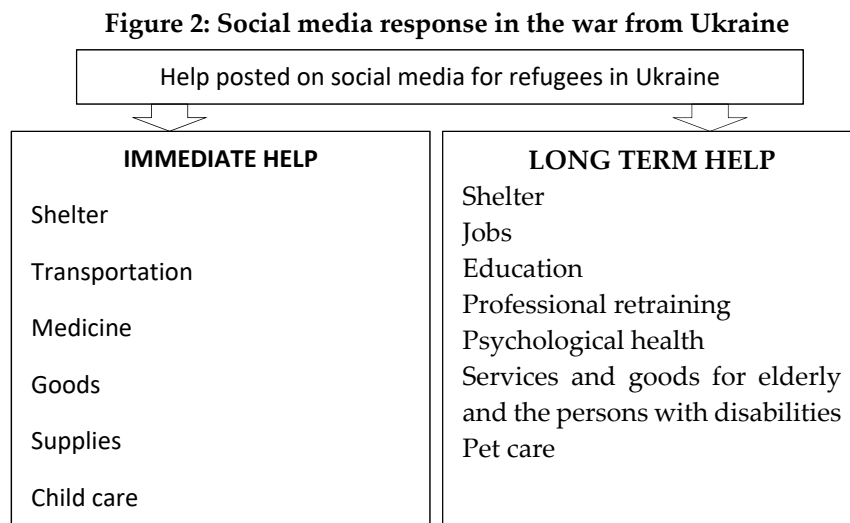 Figure 2: Social media response in the war from Ukraine
Help posted on social media for refugees in Ukraine
IMMEDIATE HELP
Shelter
Transportation
Medicine
Goods
Supplies
Child care
LONG TERM HELP
Shelter
Jobs
Education
Professional retraining
Psychological health
Services and goods for elderly
and the persons with disabilities
Pet care